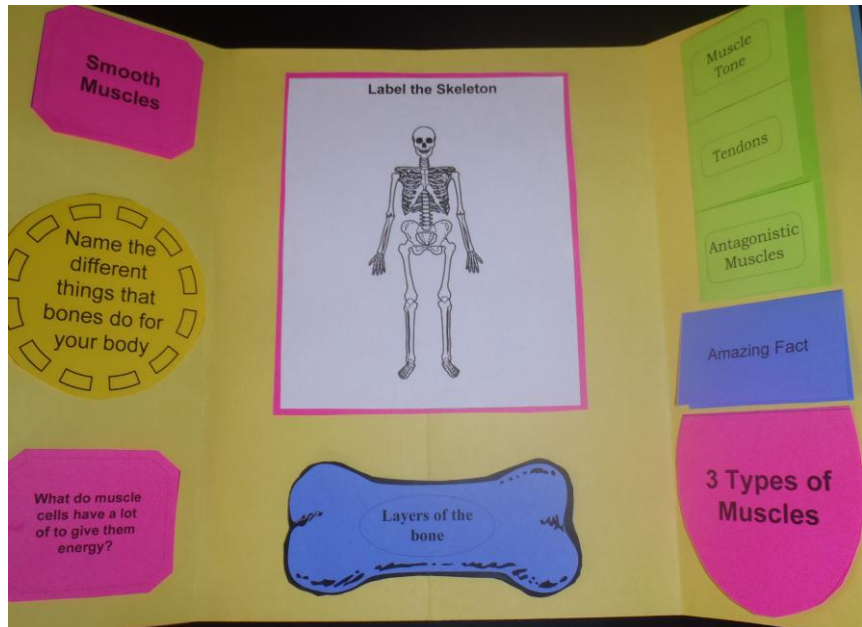 Smooth
Muscles
Name the
different
things that
bones do for
your body
What do muscle
cells have a lot
of to give them
energy?
Label the Skeleton
Layers of the
bone
Muscle
Tone
Tendons
Antagonistic
Muscles
Amazing Fact
3 Types of
Muscles